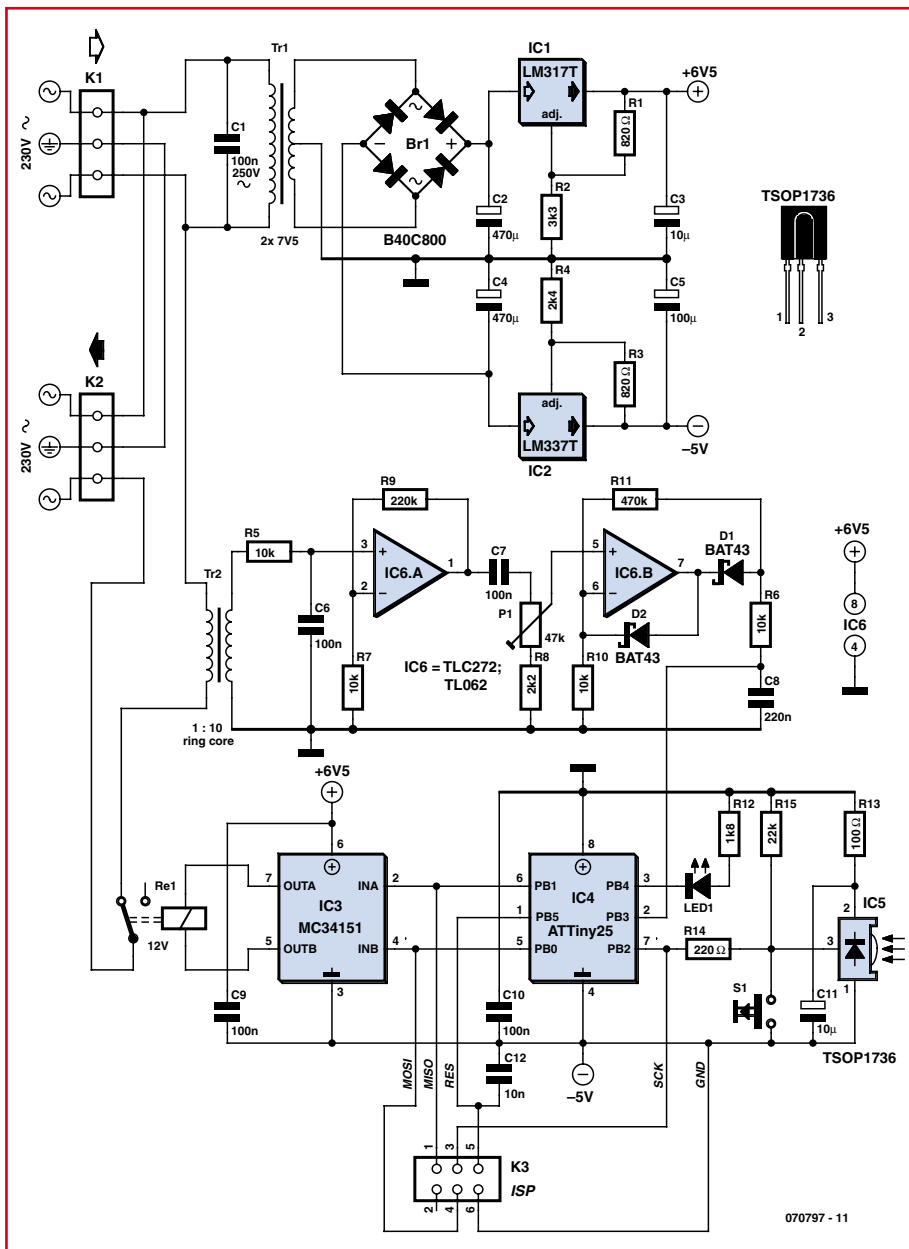 K1
230V ~
C1
100n
250V
~
Tr1
2x 7V5
Br1
~
−
+
~
B40C800
IC1
LM317T
adj.
R1
820Ω
R2
3k3
C2
470µ
C3
10µ
+6V5
+
C4
470µ
R4
2k4
C5
100µ
R3
820Ω
adj.
LM337T
IC2
−
−5V
TSOP1736
1
2
3
K2
230V ~
R5
10k
Tr2
1 : 10
ring core
C6
100n
R9
220k
3
+
2
−
IC6.A
1
R7
10k
C7
100n
P1
47k
R8
2k2
IC6 = TLC272;
TL062
R11
470k
5
+
6
−
IC6.B
7
D1
BAT43
D2
BAT43
R10
10k
R6
10k
C8
220n
+6V5
+
8
IC6
4
+6V5
+
6
+
7
OUTA
INA
2
IC3
MC34151
5
OUTB
INB
4'
3
Re1
12V
C9
100n
8
+
6
PB1
PB4
3
IC4
1
PB5
PB3
2
ATTiny25
5
PB0
PB2
7'
4
C10
100n
C12
10n
−
−5V
R12
1k8
LED1
R15
22k
R13
100Ω
R14
220Ω
S1
C11
10µ
IC5
2
3
1
TSOP1736
MOSI
MISO
RES
SCK
GND
1
3
5
2
4
6
K3
ISP
070797 - 11